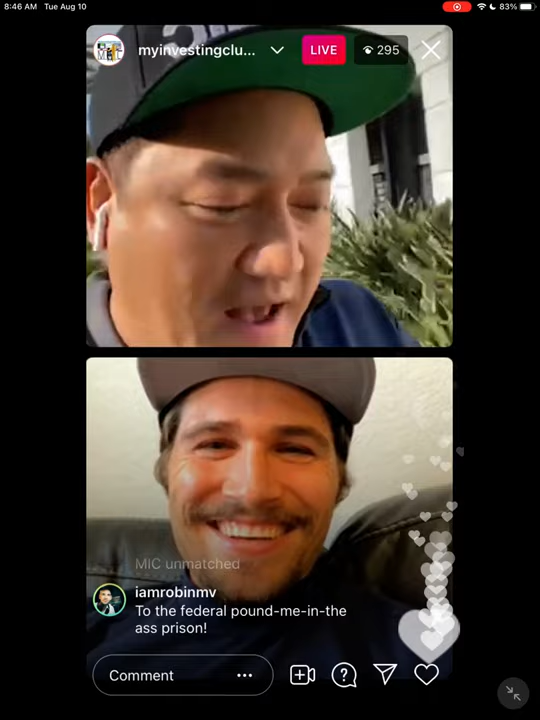 8:46 AM Tue Aug 10
83%
myinvestingclu...
LIVE
295
MIC unmatched
iamrobinmv
To the federal pound-me-in-the
ass prison!
Comment